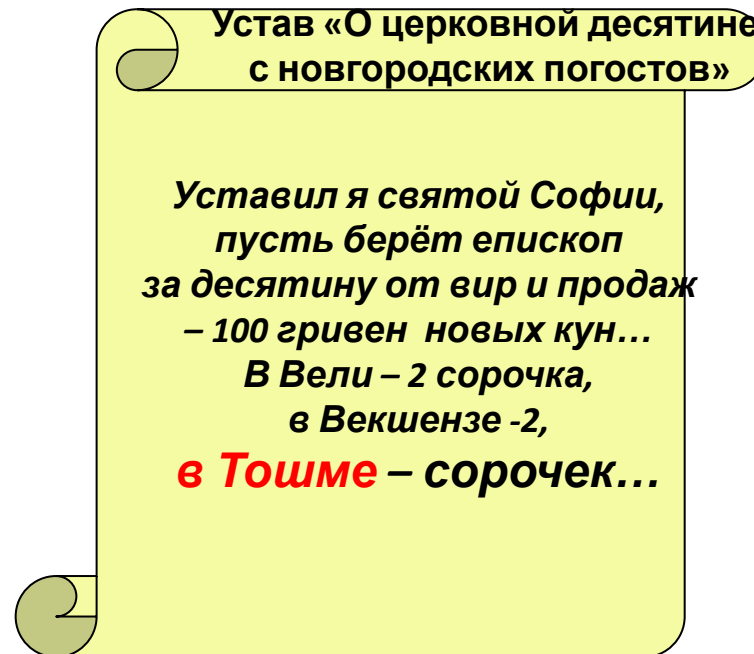 Устав «О церковной десятине
с новгородских погостов»
Уставил я святой Софии,
пусть берёт епископ
за десятину от вир и продаж
– 100 гривен новых кун…
В Вели – 2 сорочка,
в Векшензе -2,
в Тошме – сорочек…